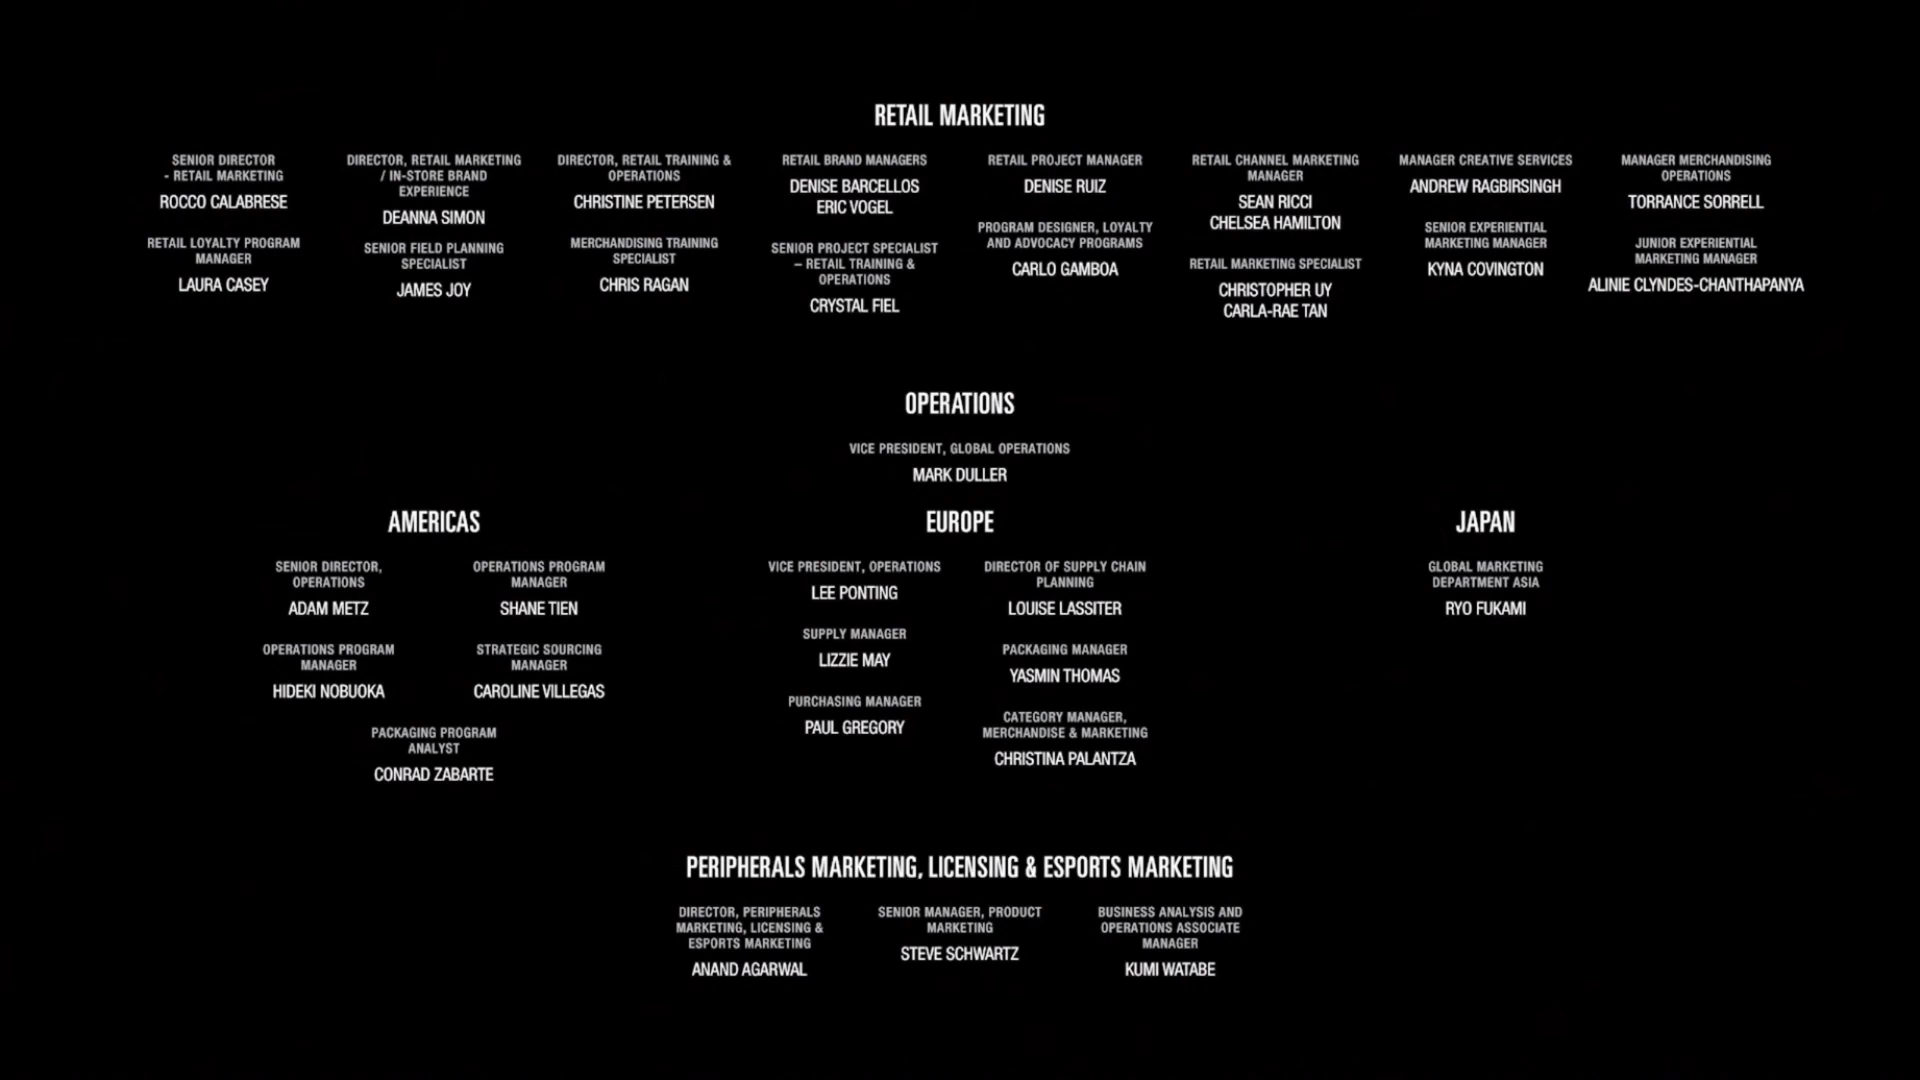 RETAIL MARKETING
SENIOR DIRECTOR
- RETAIL MARKETING
ROCCO CALABRESE
RETAIL LOYALTY PROGRAM
MANAGER
LAURA CASEY
DIRECTOR, RETAIL MARKETING
/ IN-STORE BRAND
EXPERIENCE
DEANNA SIMON
SENIOR FIELD PLANNING
SPECIALIST
JAMES JOY
DIRECTOR, RETAIL TRAINING &
OPERATIONS
CHRISTINE PETERSEN
MERCHANDISING TRAINING
SPECIALIST
CHRIS RAGAN
RETAIL BRAND MANAGERS
DENISE BARCELLOS
ERIC VOGEL
SENIOR PROJECT SPECIALIST
– RETAIL TRAINING &
OPERATIONS
CRYSTAL FIEL
RETAIL PROJECT MANAGER
DENISE RUIZ
PROGRAM DESIGNER, LOYALTY
AND ADVOCACY PROGRAMS
CARLO GAMBOA
RETAIL CHANNEL MARKETING
MANAGER
SEAN RICCI
CHELSEA HAMILTON
RETAIL MARKETING SPECIALIST
CHRISTOPHER UY
CARLA-RAE TAN
MANAGER CREATIVE SERVICES
ANDREW RAGBIRSINGH
SENIOR EXPERIENTIAL
MARKETING MANAGER
KYNA COVINGTON
MANAGER MERCHANDISING
OPERATIONS
TORRANCE SORRELL
JUNIOR EXPERIENTIAL
MARKETING MANAGER
ALINIE CLYNDES-CHANTHAPANYA
OPERATIONS
VICE PRESIDENT, GLOBAL OPERATIONS
MARK DULLER
AMERICAS
SENIOR DIRECTOR,
OPERATIONS
ADAM METZ
OPERATIONS PROGRAM
MANAGER
HIDEKI NOBUOKA
OPERATIONS PROGRAM
MANAGER
SHANE TIEN
STRATEGIC SOURCING
MANAGER
CAROLINE VILLEGAS
PACKAGING PROGRAM
ANALYST
CONRAD ZABARTE
EUROPE
VICE PRESIDENT, OPERATIONS
LEE PONTING
SUPPLY MANAGER
LIZZIE MAY
PURCHASING MANAGER
PAUL GREGORY
DIRECTOR OF SUPPLY CHAIN
PLANNING
LOUISE LASSITER
PACKAGING MANAGER
YASMIN THOMAS
CATEGORY MANAGER,
MERCHANDISE & MARKETING
CHRISTINA PALANTZA
JAPAN
GLOBAL MARKETING
DEPARTMENT ASIA
RYO FUKAMI
PERIPHERALS MARKETING, LICENSING & ESPORTS MARKETING
DIRECTOR, PERIPHERALS
MARKETING, LICENSING &
ESPORTS MARKETING
ANAND AGARWAL
SENIOR MANAGER, PRODUCT
MARKETING
STEVE SCHWARTZ
BUSINESS ANALYSIS AND
OPERATIONS ASSOCIATE
MANAGER
KUMI WATABE